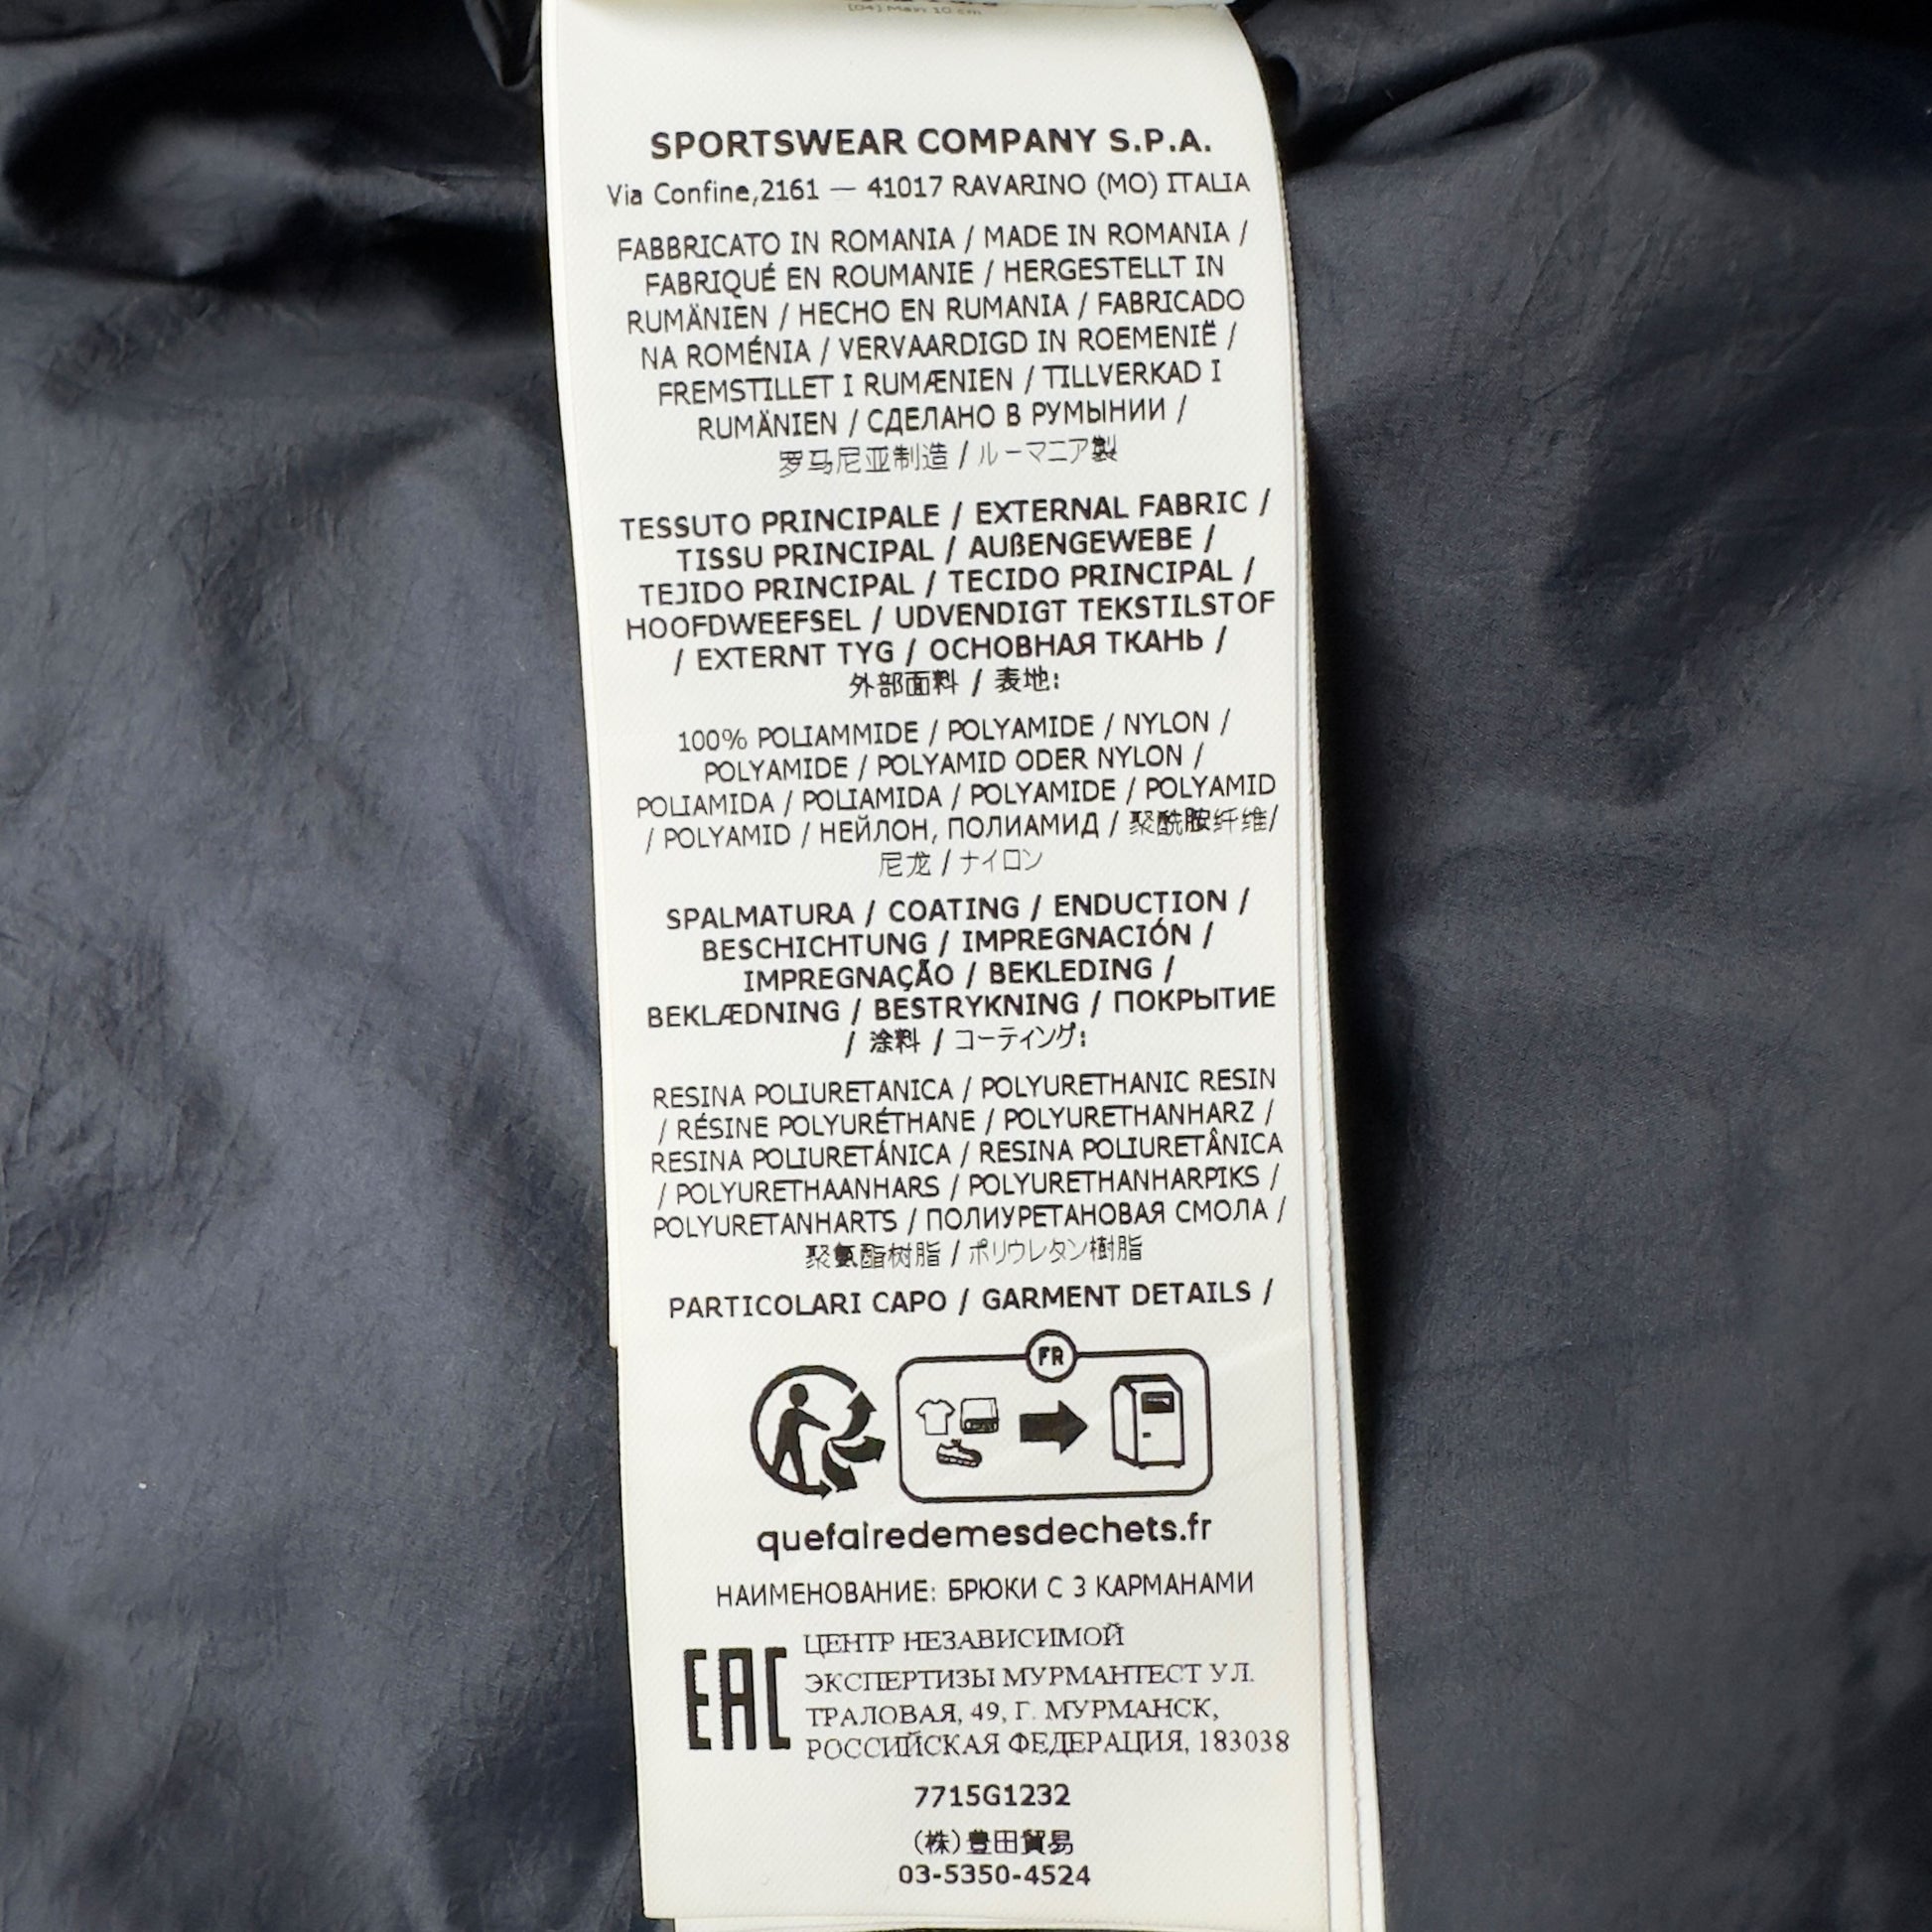 [04] Max 10 cm
SPORTSWEAR COMPANY S.P.A.
Via Confine,2161 — 41017 RAVARINO (MO) ITALIA
FABBRICATO IN ROMANIA / MADE IN ROMANIA /
FABRIQUÉ EN ROUMANIE / HERGESTELLT IN
RUMÄNIEN / HECHO EN RUMANIA / FABRICADO
NA ROMÉNIA / VERVAARDIGD IN ROEMENIË /
FREMSTILLET I RUMÆNIEN / TILLVERKAD I
RUMÄNIEN / СДЕЛАНО В РУМЫНИИ /
罗马尼亚制造 / ルーマニア製
TESSUTO PRINCIPALE / EXTERNAL FABRIC /
TISSU PRINCIPAL / AUßENGEWEBE /
TEJIDO PRINCIPAL / TECIDO PRINCIPAL /
HOOFDWEEFSEL / UDVENDIGT TEKSTILSTOF
/ EXTERNT TYG / ОСНОВНАЯ ТКАНЬ /
外部面料 / 表地:
100% POLIAMMIDE / POLYAMIDE / NYLON /
POLYAMIDE / POLYAMID ODER NYLON /
POLIAMIDA / POLIAMIDA / POLYAMIDE / POLYAMID
/ POLYAMID / НЕЙЛОН, ПОЛИАМИД / 聚酰胺纤维/
尼龙 / ナイロン
SPALMATURA / COATING / ENDUCTION /
BESCHICHTUNG / IMPREGNACIÓN /
IMPREGNAÇÃO / BEKLEDING /
BEKLÆDNING / BESTRYKNING / ПОКРЫТИЕ
/ 涂料 / コーティング:
RESINA POLIURETANICA / POLYURETHANIC RESIN
/ RÉSINE POLYURÉTHANE / POLYURETHANHARZ /
RESINA POLIURETÁNICA / RESINA POLIURETÂNICA
/ POLYURETHAANHARS / POLYURETHANHARPIKS /
POLYURETANHARTS / ПОЛИУРЕТАНОВАЯ СМОЛА /
聚氨酯树脂 / ポリウレタン樹脂
PARTICOLARI CAPO / GARMENT DETAILS /
FR
quefairedemesdechets.fr
НАИМЕНОВАНИЕ: БРЮКИ С 3 КАРМАНАМИ
EAC
ЦЕНТР НЕЗАВИСИМОЙ
ЭКСПЕРТИЗЫ МУРМАНТЕСТ УЛ.
ТРАЛОВАЯ, 49, Г. МУРМАНСК,
РОССИЙСКАЯ ФЕДЕРАЦИЯ, 183038
7715G1232
(株)豊田貿易
03-5350-4524